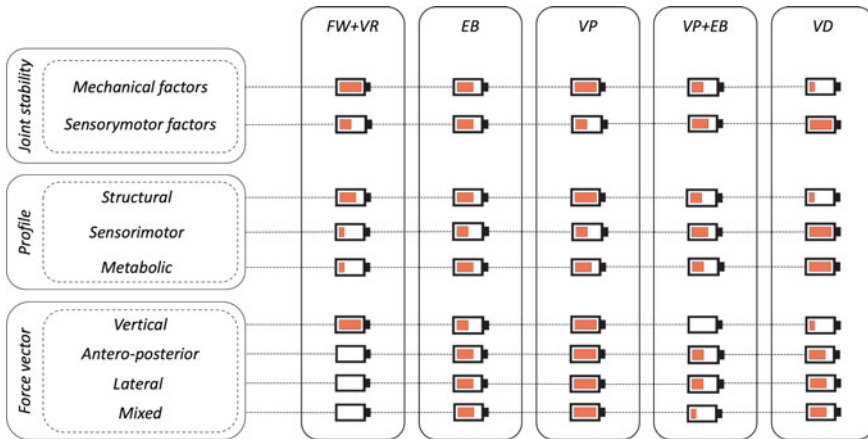 FW+VR
EB
VP
VP+EB
VD
Joint stability
Mechanical factors
Sensorymotor factors
Profile
Structural
Sensorimotor
Metabolic
Force vector
Vertical
Antero-posterior
Lateral
Mixed